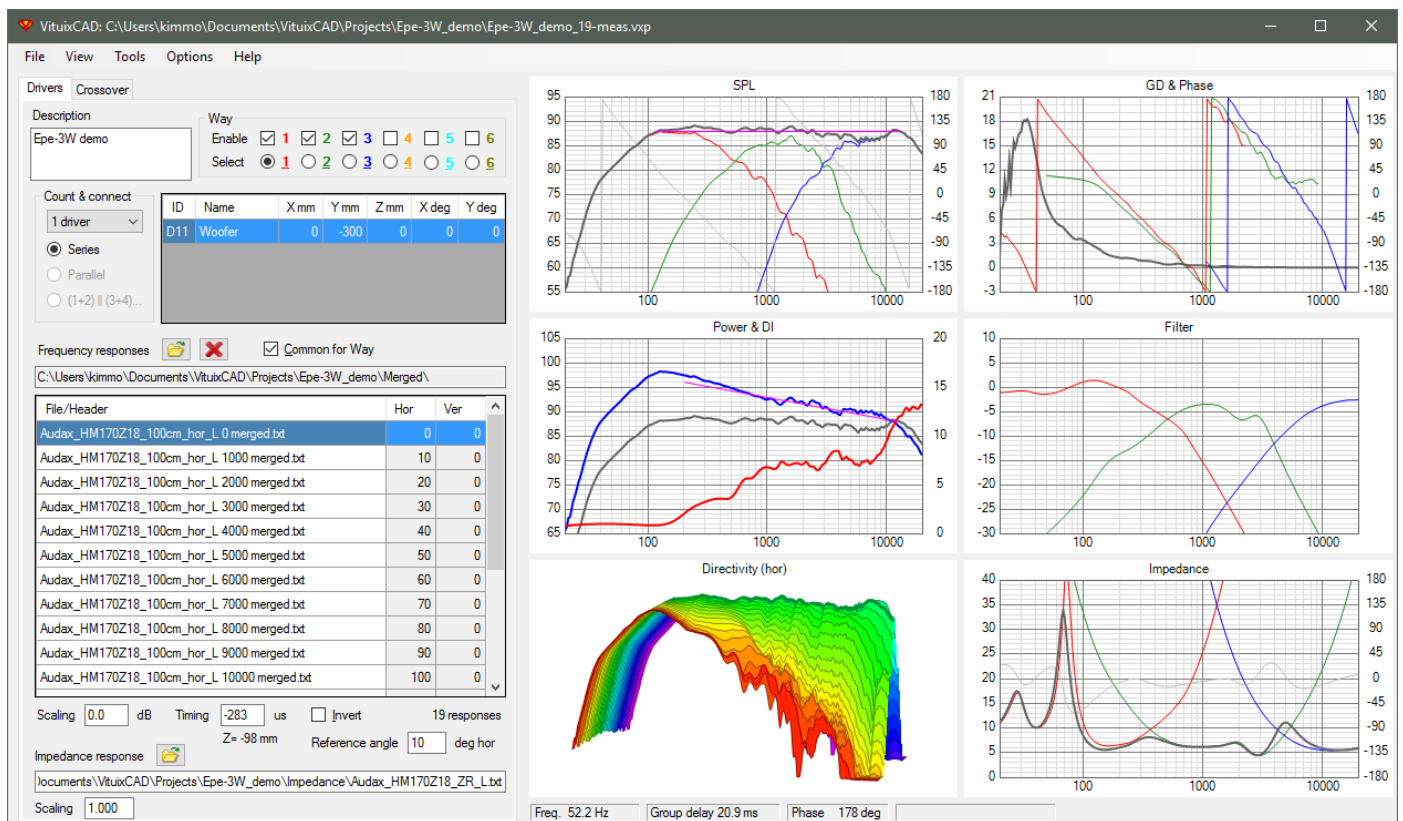 VituixCAD: C:\Users\kimmo\Documents\VituixCAD\Projects\Epe-3W_demo\Epe-3W_demo_19-meas.vxp
File View Tools Options Help
Drivers Crossover
Description
Epe-3W demo
Way
Enable 1 2 3 4 5 6
Select 1 2 3 4 5 6
Count & connect
1 driver
Series
Parallel
(1+2) || (3+4)...
ID Name X mm Y mm Z mm X deg Y deg
D11 Woofer 0 -300 0 0 0
Frequency responses Common for Way
C:\Users\kimmo\Documents\VituixCAD\Projects\Epe-3W_demo\Merged\
File/Header Hor Ver
Audax_HM170Z18_100cm_hor_L 0 merged.txt 0 0
Audax_HM170Z18_100cm_hor_L 1000 merged.txt 10 0
Audax_HM170Z18_100cm_hor_L 2000 merged.txt 20 0
Audax_HM170Z18_100cm_hor_L 3000 merged.txt 30 0
Audax_HM170Z18_100cm_hor_L 4000 merged.txt 40 0
Audax_HM170Z18_100cm_hor_L 5000 merged.txt 50 0
Audax_HM170Z18_100cm_hor_L 6000 merged.txt 60 0
Audax_HM170Z18_100cm_hor_L 7000 merged.txt 70 0
Audax_HM170Z18_100cm_hor_L 8000 merged.txt 80 0
Audax_HM170Z18_100cm_hor_L 9000 merged.txt 90 0
Audax_HM170Z18_100cm_hor_L 10000 merged.txt 100 0
Scaling 0.0 dB Timing -283 us Invert 19 responses
Z= -98 mm Reference angle 10 deg hor
Impedance response
ocuments\VituixCAD\Projects\Epe-3W_demo\Impedance\Audax_HM170Z18_ZR_L.txt
Scaling 1.000
SPL
95 180
90 135
85 90
80 45
75 0
70 -45
65 -90
60 -135
55 -180
100 1000 10000
GD & Phase
21 180
18 135
15 90
12 45
9 0
6 -45
3 -90
0 -135
-3 -180
100 1000 10000
Power & DI
105 20
100
95 15
90
85 10
80
75 5
70
65 0
100 1000 10000
Filter
10
5
0
-5
-10
-15
-20
-25
-30
100 1000 10000
Directivity (hor)
Impedance
40 180
35 135
30 90
25 45
20 0
15 -45
10 -90
5 -135
0 -180
100 1000 10000
Freq. 52.2 Hz Group delay 20.9 ms Phase 178 deg